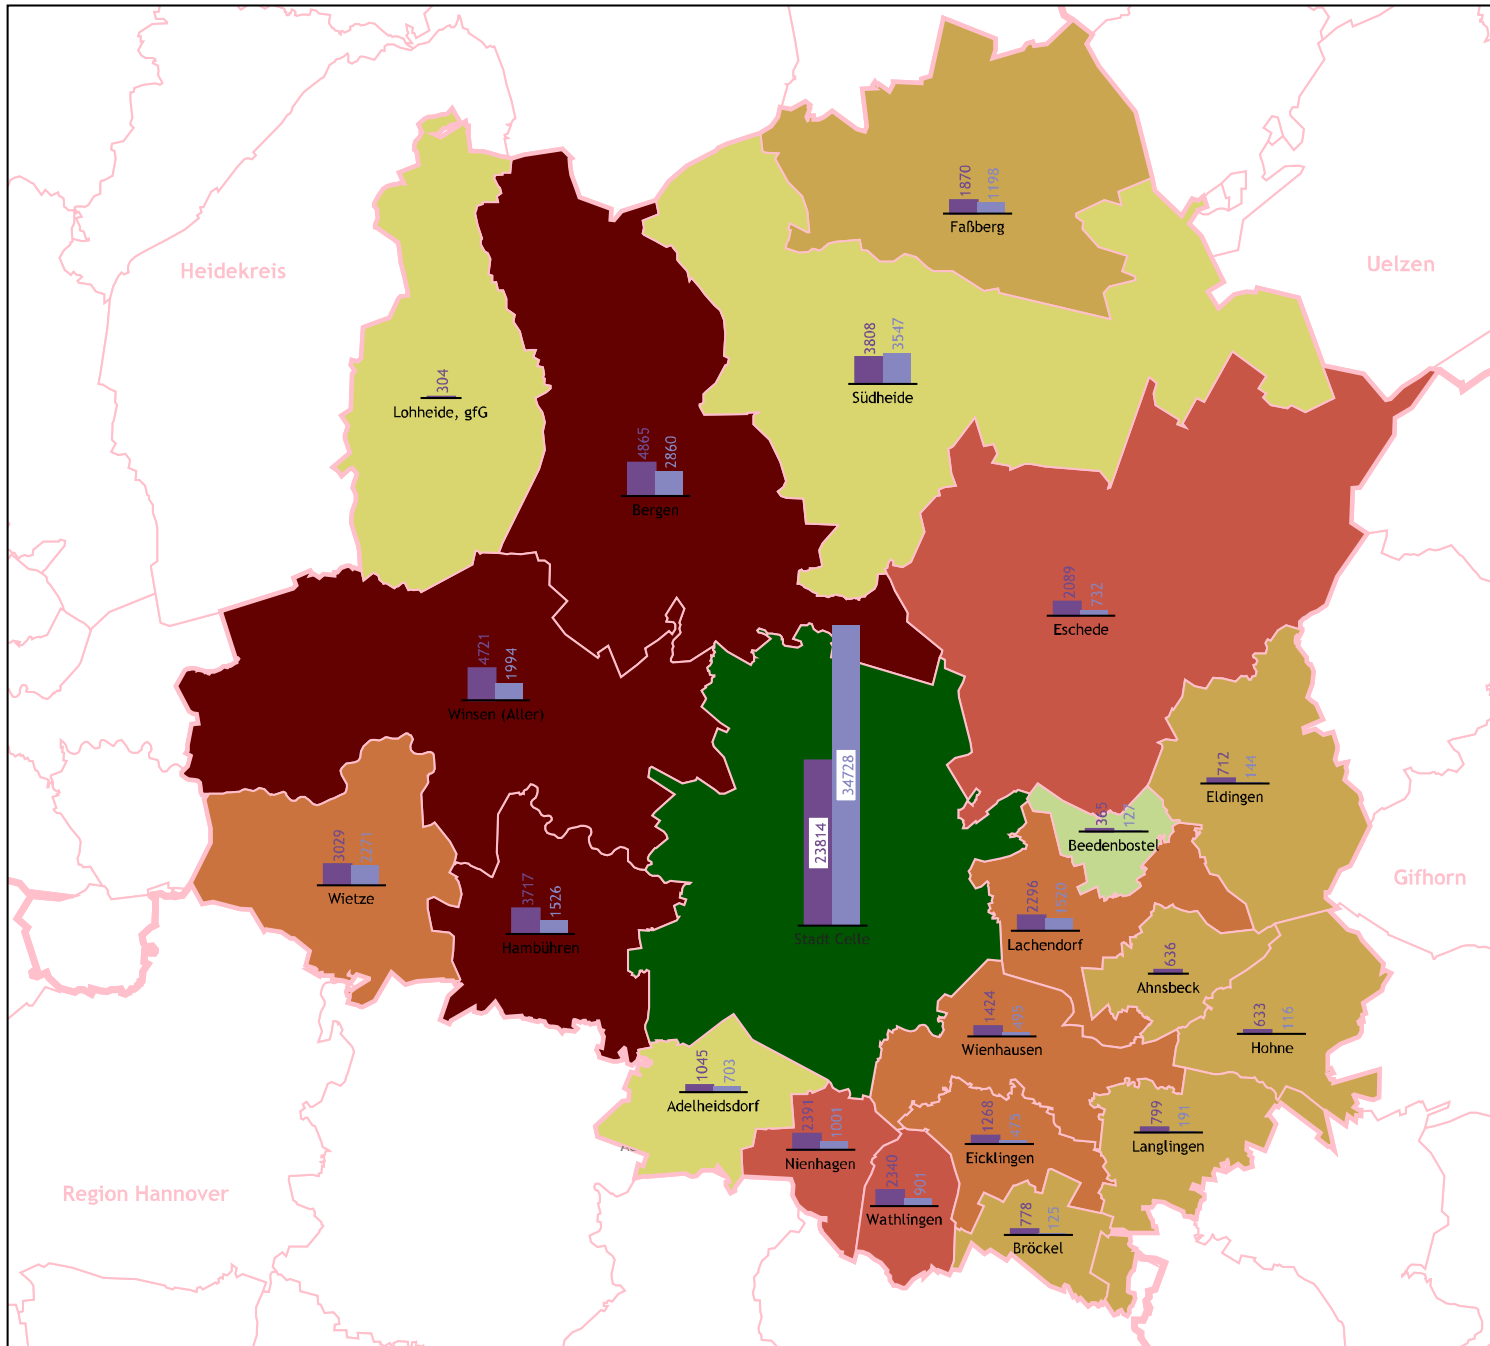 1870
1198
Faßberg
Heidekreis
Uelzen
3808
3547
Südheide
304
Lohheide, gfG
4865
2860
Bergen
2089
732
Eschede
4721
1994
Winsen (Aller)
712
144
Eldingen
34728
23814
Stadt Celle
365
127
Beedenbostel
3029
2271
Wietze
Gifhorn
3717
1526
Hambühren
2296
Lachendorf
636
Ahnsbeck
1424
Wienhausen
633
116
Hohne
1045
703
Adelheidsdorf
2391
1001
Nienhagen
1268
475
Eicklingen
799
191
Langlingen
Region Hannover
2340
901
Wathlingen
778
125
Bröckel